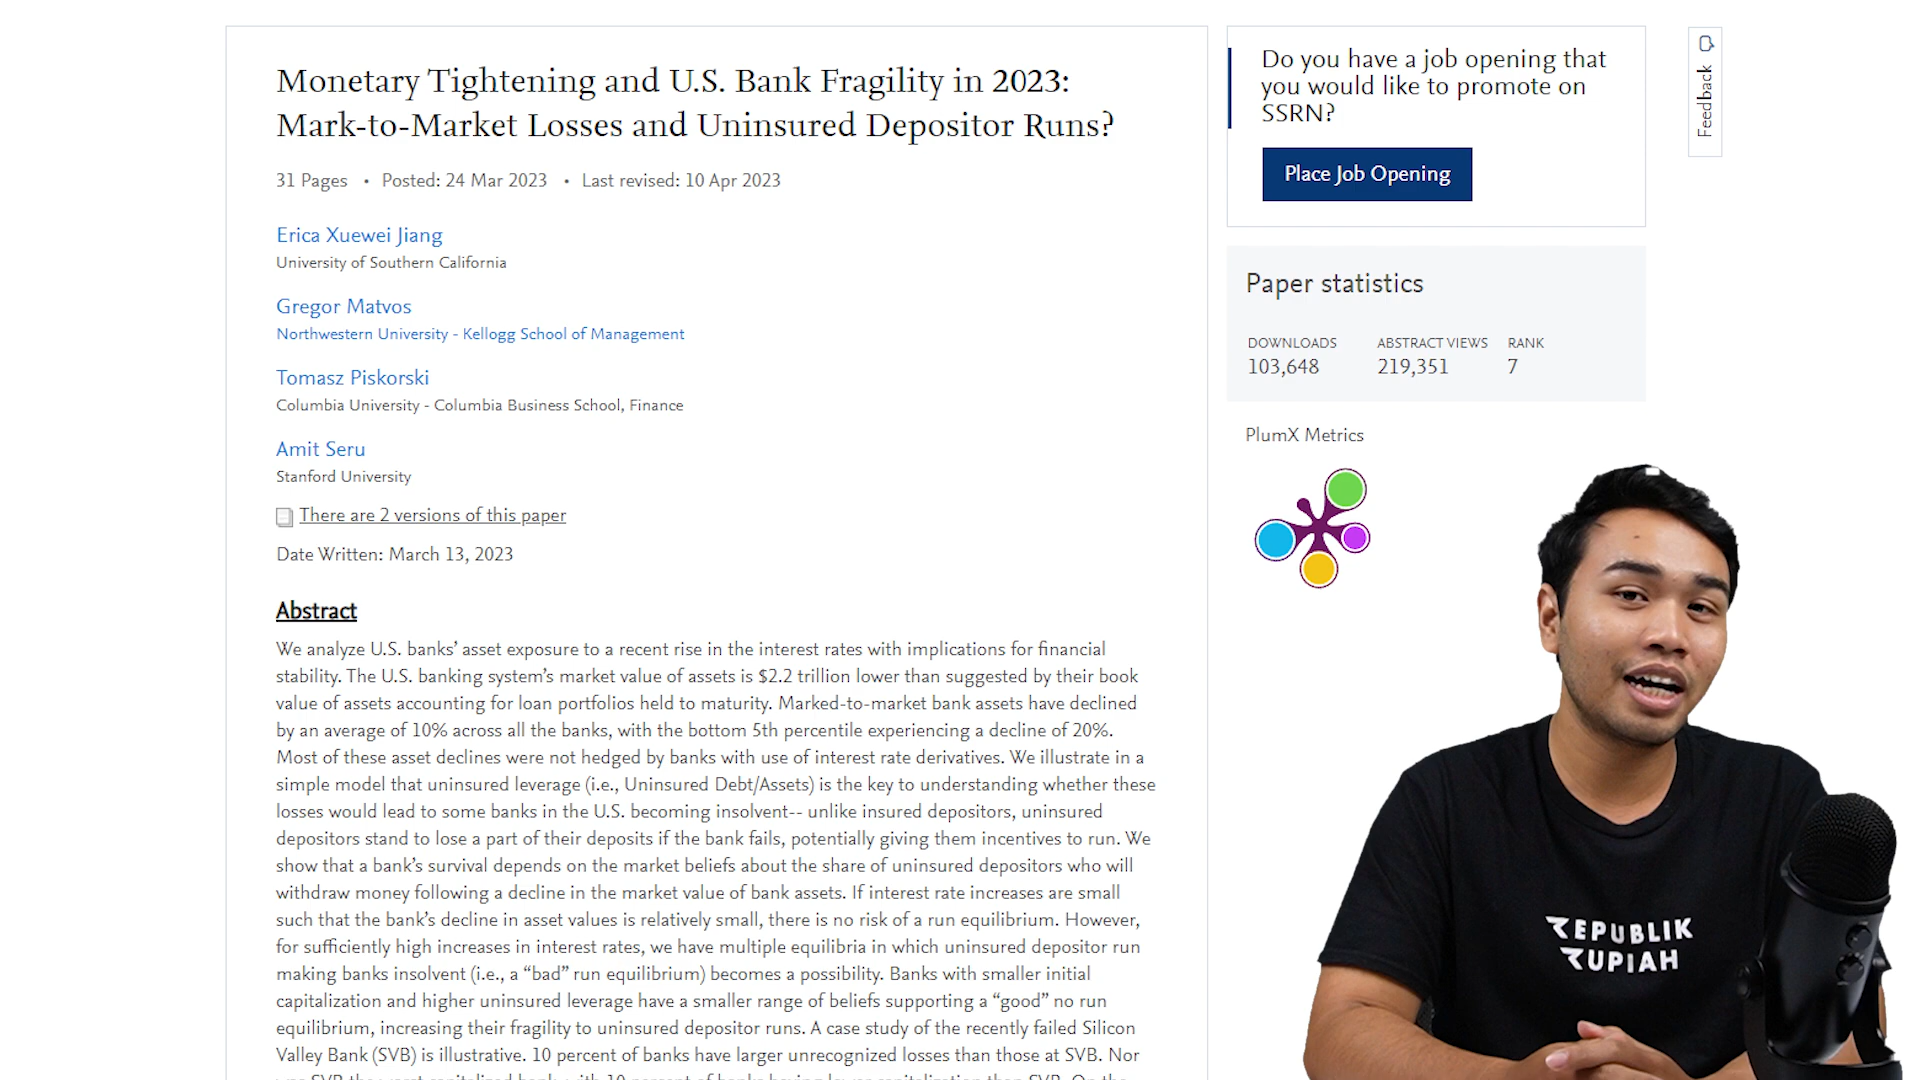 Monetary Tightening and U.S. Bank Fragility in 2023:
Mark-to-Market Losses and Uninsured Depositor Runs?
31 Pages • Posted: 24 Mar 2023 • Last revised: 10 Apr 2023
Erica Xuewei Jiang
University of Southern California
Gregor Matvos
Northwestern University - Kellogg School of Management
Tomasz Piskorski
Columbia University - Columbia Business School, Finance
Amit Seru
Stanford University
There are 2 versions of this paper
Date Written: March 13, 2023
Abstract
We analyze U.S. banks’ asset exposure to a recent rise in the interest rates with implications for financial
stability. The U.S. banking system’s market value of assets is $2.2 trillion lower than suggested by their book
value of assets accounting for loan portfolios held to maturity. Marked-to-market bank assets have declined
by an average of 10% across all the banks, with the bottom 5th percentile experiencing a decline of 20%.
Most of these asset declines were not hedged by banks with use of interest rate derivatives. We illustrate in a
simple model that uninsured leverage (i.e., Uninsured Debt/Assets) is the key to understanding whether these
losses would lead to some banks in the U.S. becoming insolvent-- unlike insured depositors, uninsured
depositors stand to lose a part of their deposits if the bank fails, potentially giving them incentives to run. We
show that a bank’s survival depends on the market beliefs about the share of uninsured depositors who will
withdraw money following a decline in the market value of bank assets. If interest rate increases are small
such that the bank’s decline in asset values is relatively small, there is no risk of a run equilibrium. However,
for sufficiently high increases in interest rates, we have multiple equilibria in which uninsured depositor run
making banks insolvent (i.e., a “bad” run equilibrium) becomes a possibility. Banks with smaller initial
capitalization and higher uninsured leverage have a smaller range of beliefs supporting a “good” no run
equilibrium, increasing their fragility to uninsured depositor runs. A case study of the recently failed Silicon
Valley Bank (SVB) is illustrative. 10 percent of banks have larger unrecognized losses than those at SVB. Nor
Do you have a job opening that
you would like to promote on
SSRN?
Place Job Opening
Paper statistics
DOWNLOADS ABSTRACT VIEWS RANK
103,648 219,351 7
PlumX Metrics
Feedback
REPUBLIK
RUPIAH